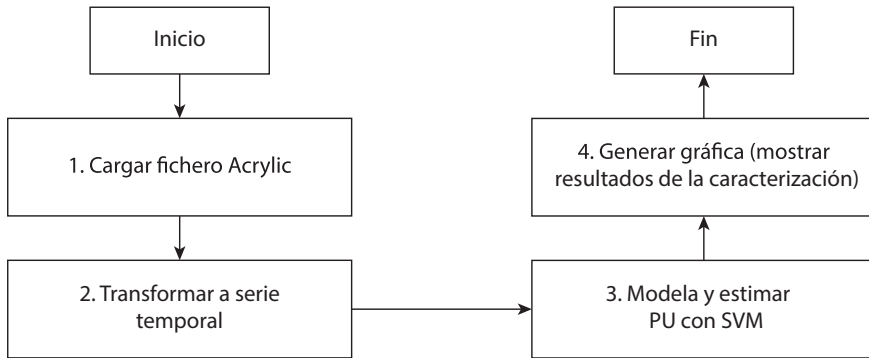 Inicio
1. Cargar fichero Acrylic
2. Transformar a serie
temporal
3. Modela y estimar
PU con SVM
4. Generar gráfica (mostrar
resultados de la caracterización)
Fin